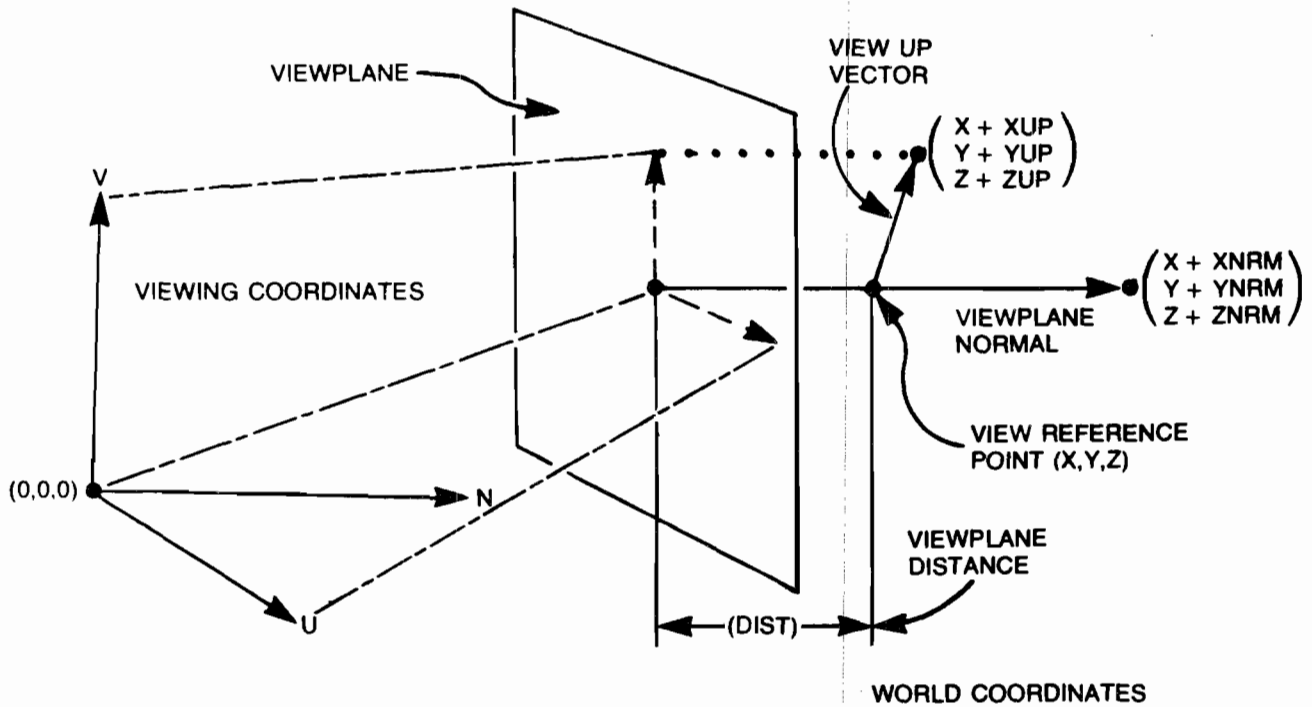 VIEW UP
VECTOR
VIEWPLANE
X + XUP
Y + YUP
Z + ZUP
V
VIEWING COORDINATES
X + XNRM
Y + YNRM
Z + ZNRM
VIEWPLANE
NORMAL
VIEW REFERENCE
POINT (X,Y,Z)
(0,0.0)
N
VIEWPLANE
DISTANCE
U
(DIST)
WORLD COORDINATES